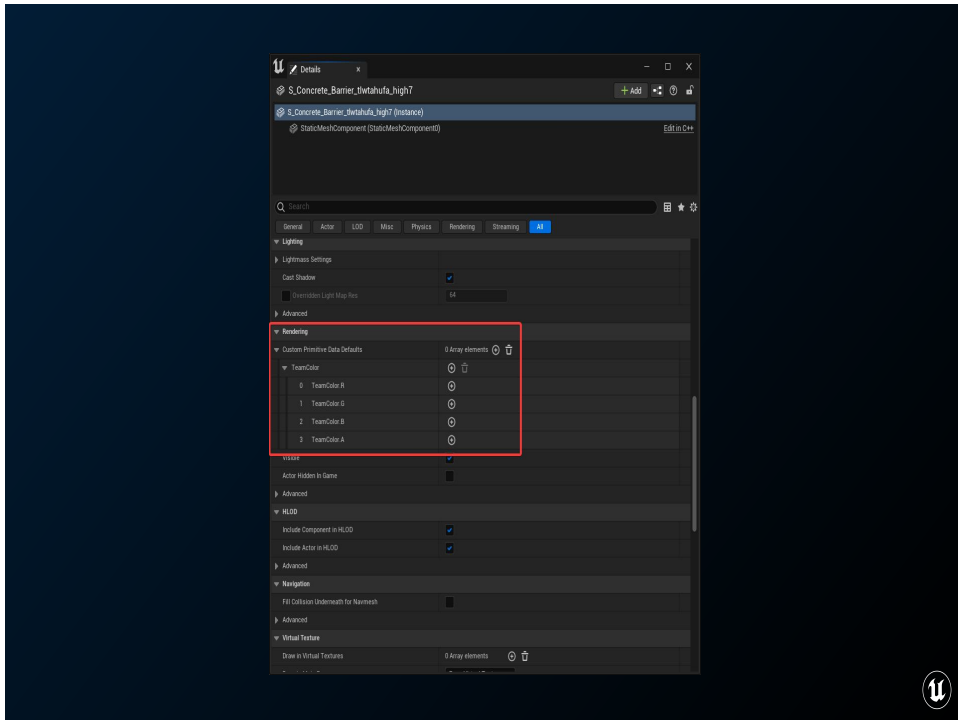 Details
S_Concrete_Barrier_tlwtahufa_high7
Add
S_Concrete_Barrier_tlwtahufa_high7 (Instance)
StaticMeshComponent (StaticMeshComponent0)
Edit in C++
Search
General Actor LOD Misc Physics Rendering Streaming All
Lighting
Lightmass Settings
Cast Shadow
Overridden Light Map Res
64
Advanced
Rendering
Custom Primitive Data Defaults
0 Array elements
TeamColor
0 TeamColor.R
1 TeamColor.G
2 TeamColor.B
3 TeamColor.A
Visible
Actor Hidden In Game
Advanced
HLOD
Include Component in HLOD
Include Actor in HLOD
Advanced
Navigation
Fill Collision Underneath for Navmesh
Advanced
Virtual Texture
Draw in Virtual Textures
0 Array elements